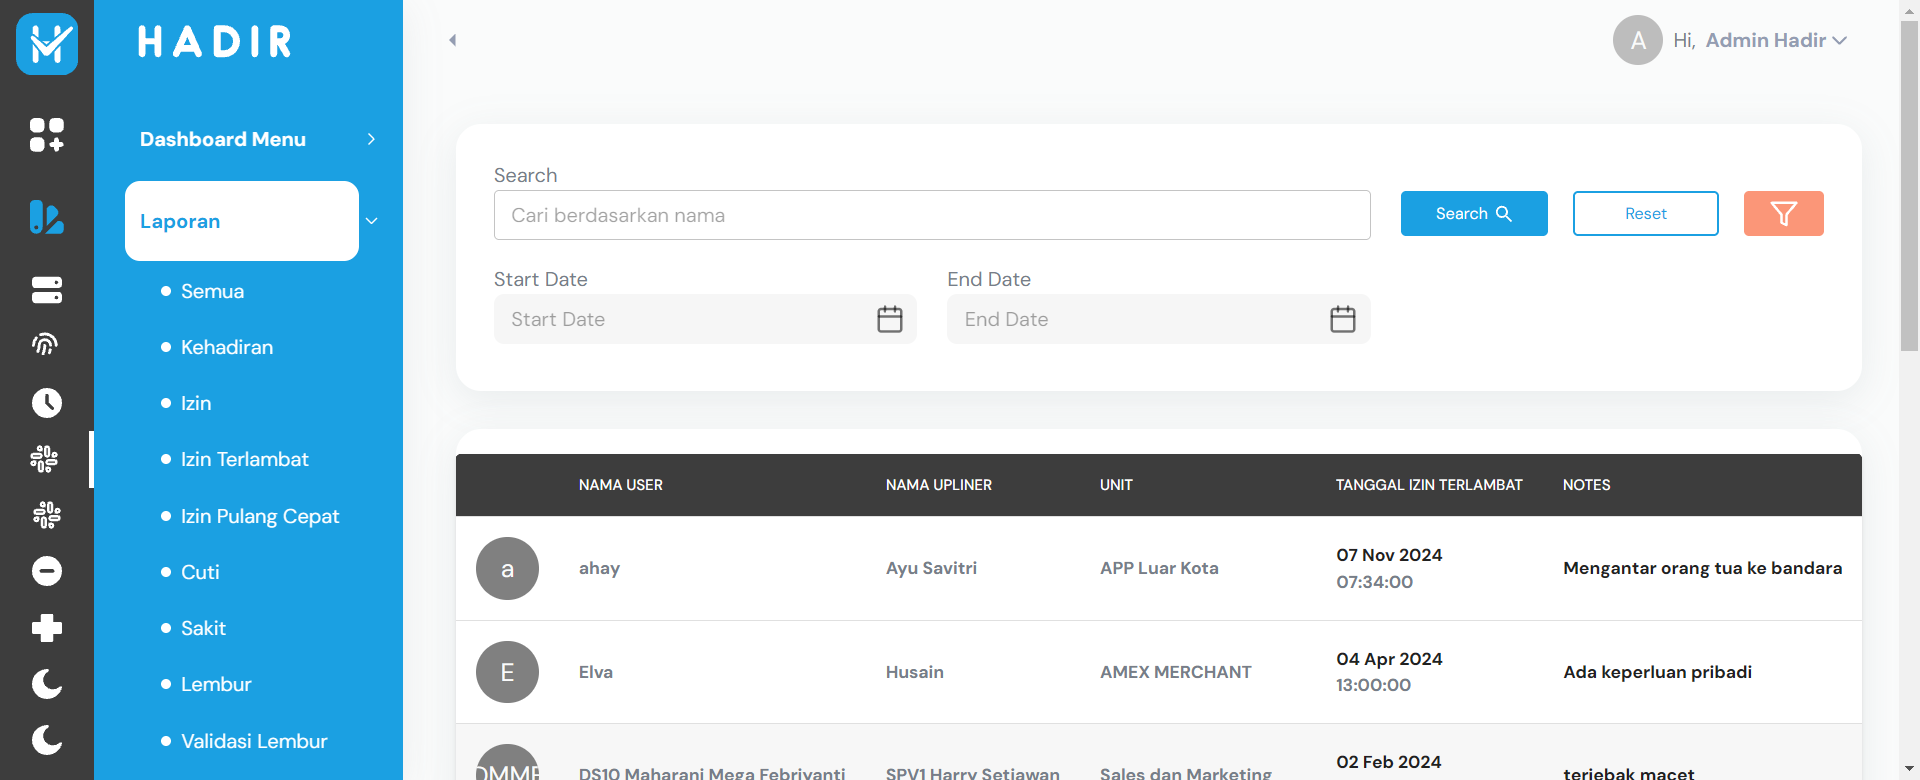 HADIR
Hi, Admin Hadir
A
Dashboard Menu
Laporan
Semua
Kehadiran
Izin
Izin Terlambat
Izin Pulang Cepat
Cuti
Sakit
Lembur
Validasi Lembur
Search
Cari berdasarkan nama
Search
Reset
Start Date
End Date
Start Date
End Date
NAMA USER NAMA UPLINER UNIT TANGGAL IZIN TERLAMBAT NOTES
a ahay Ayu Savitri APP Luar Kota 07 Nov 2024 Mengantar orang tua ke bandara
07:34:00
E Elva Husain AMEX MERCHANT 04 Apr 2024 Ada keperluan pribadi
13:00:00
DS10 Maharani Mega Febriyanti SPV1 Harry Setiawan Sales dan Marketing 02 Feb 2024 terjebak macet